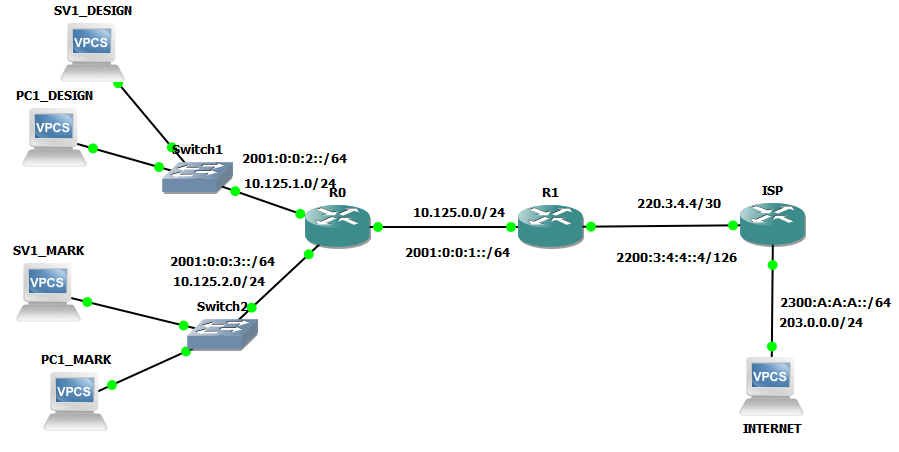 SV1_DESIGN
VPCS
PC1_DESIGN
VPCS
Switch1
2001:0:0:2::/64
10.125.1.0/24
R0
10.125.0.0/24
2001:0:0:1::/64
R1
220.3.4.4/30
2200:3:4:4::4/126
ISP
SV1_MARK
VPCS
2001:0:0:3::/64
10.125.2.0/24
Switch2
PC1_MARK
VPCS
2300:A:A:A::/64
203.0.0.0/24
VPCS
INTERNET